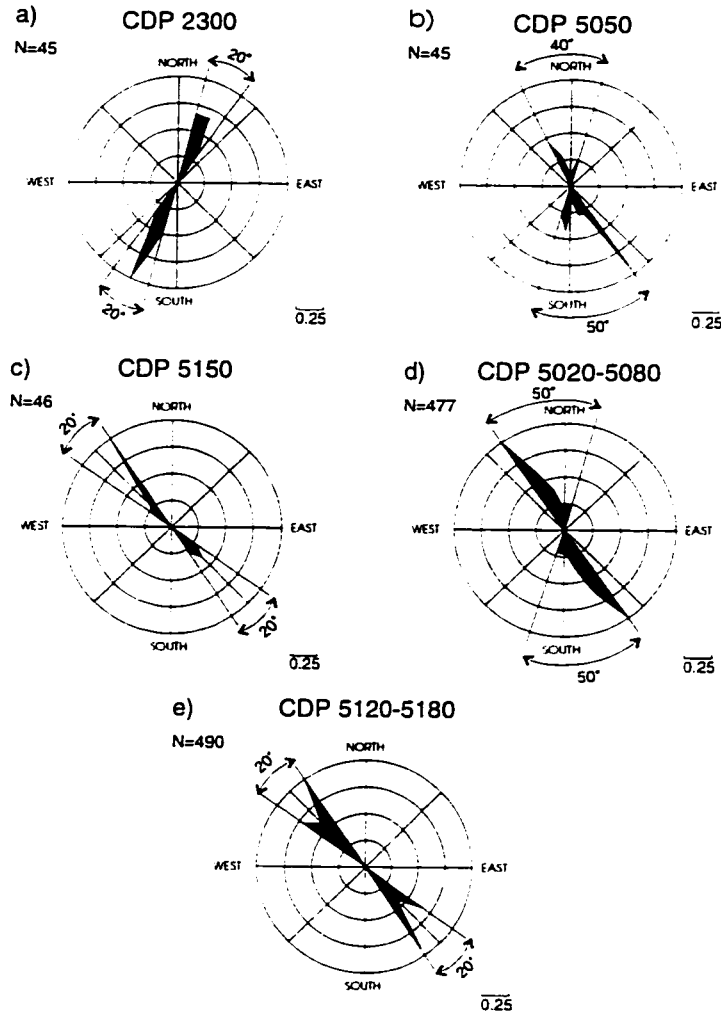 a)
CDP 2300
N=45
20°
NORTH
WEST
EAST
20°
SOUTH
0.25
b)
CDP 5050
N=45
40°
NORTH
WEST
EAST
SOUTH
50°
0.25
c)
CDP 5150
N=46
20°
NORTH
WEST
EAST
20°
SOUTH
0.25
d)
CDP 5020-5080
N=477
50°
NORTH
WEST
EAST
SOUTH
50°
0.25
e)
CDP 5120-5180
N=490
20°
NORTH
WEST
EAST
20°
SOUTH
0.25